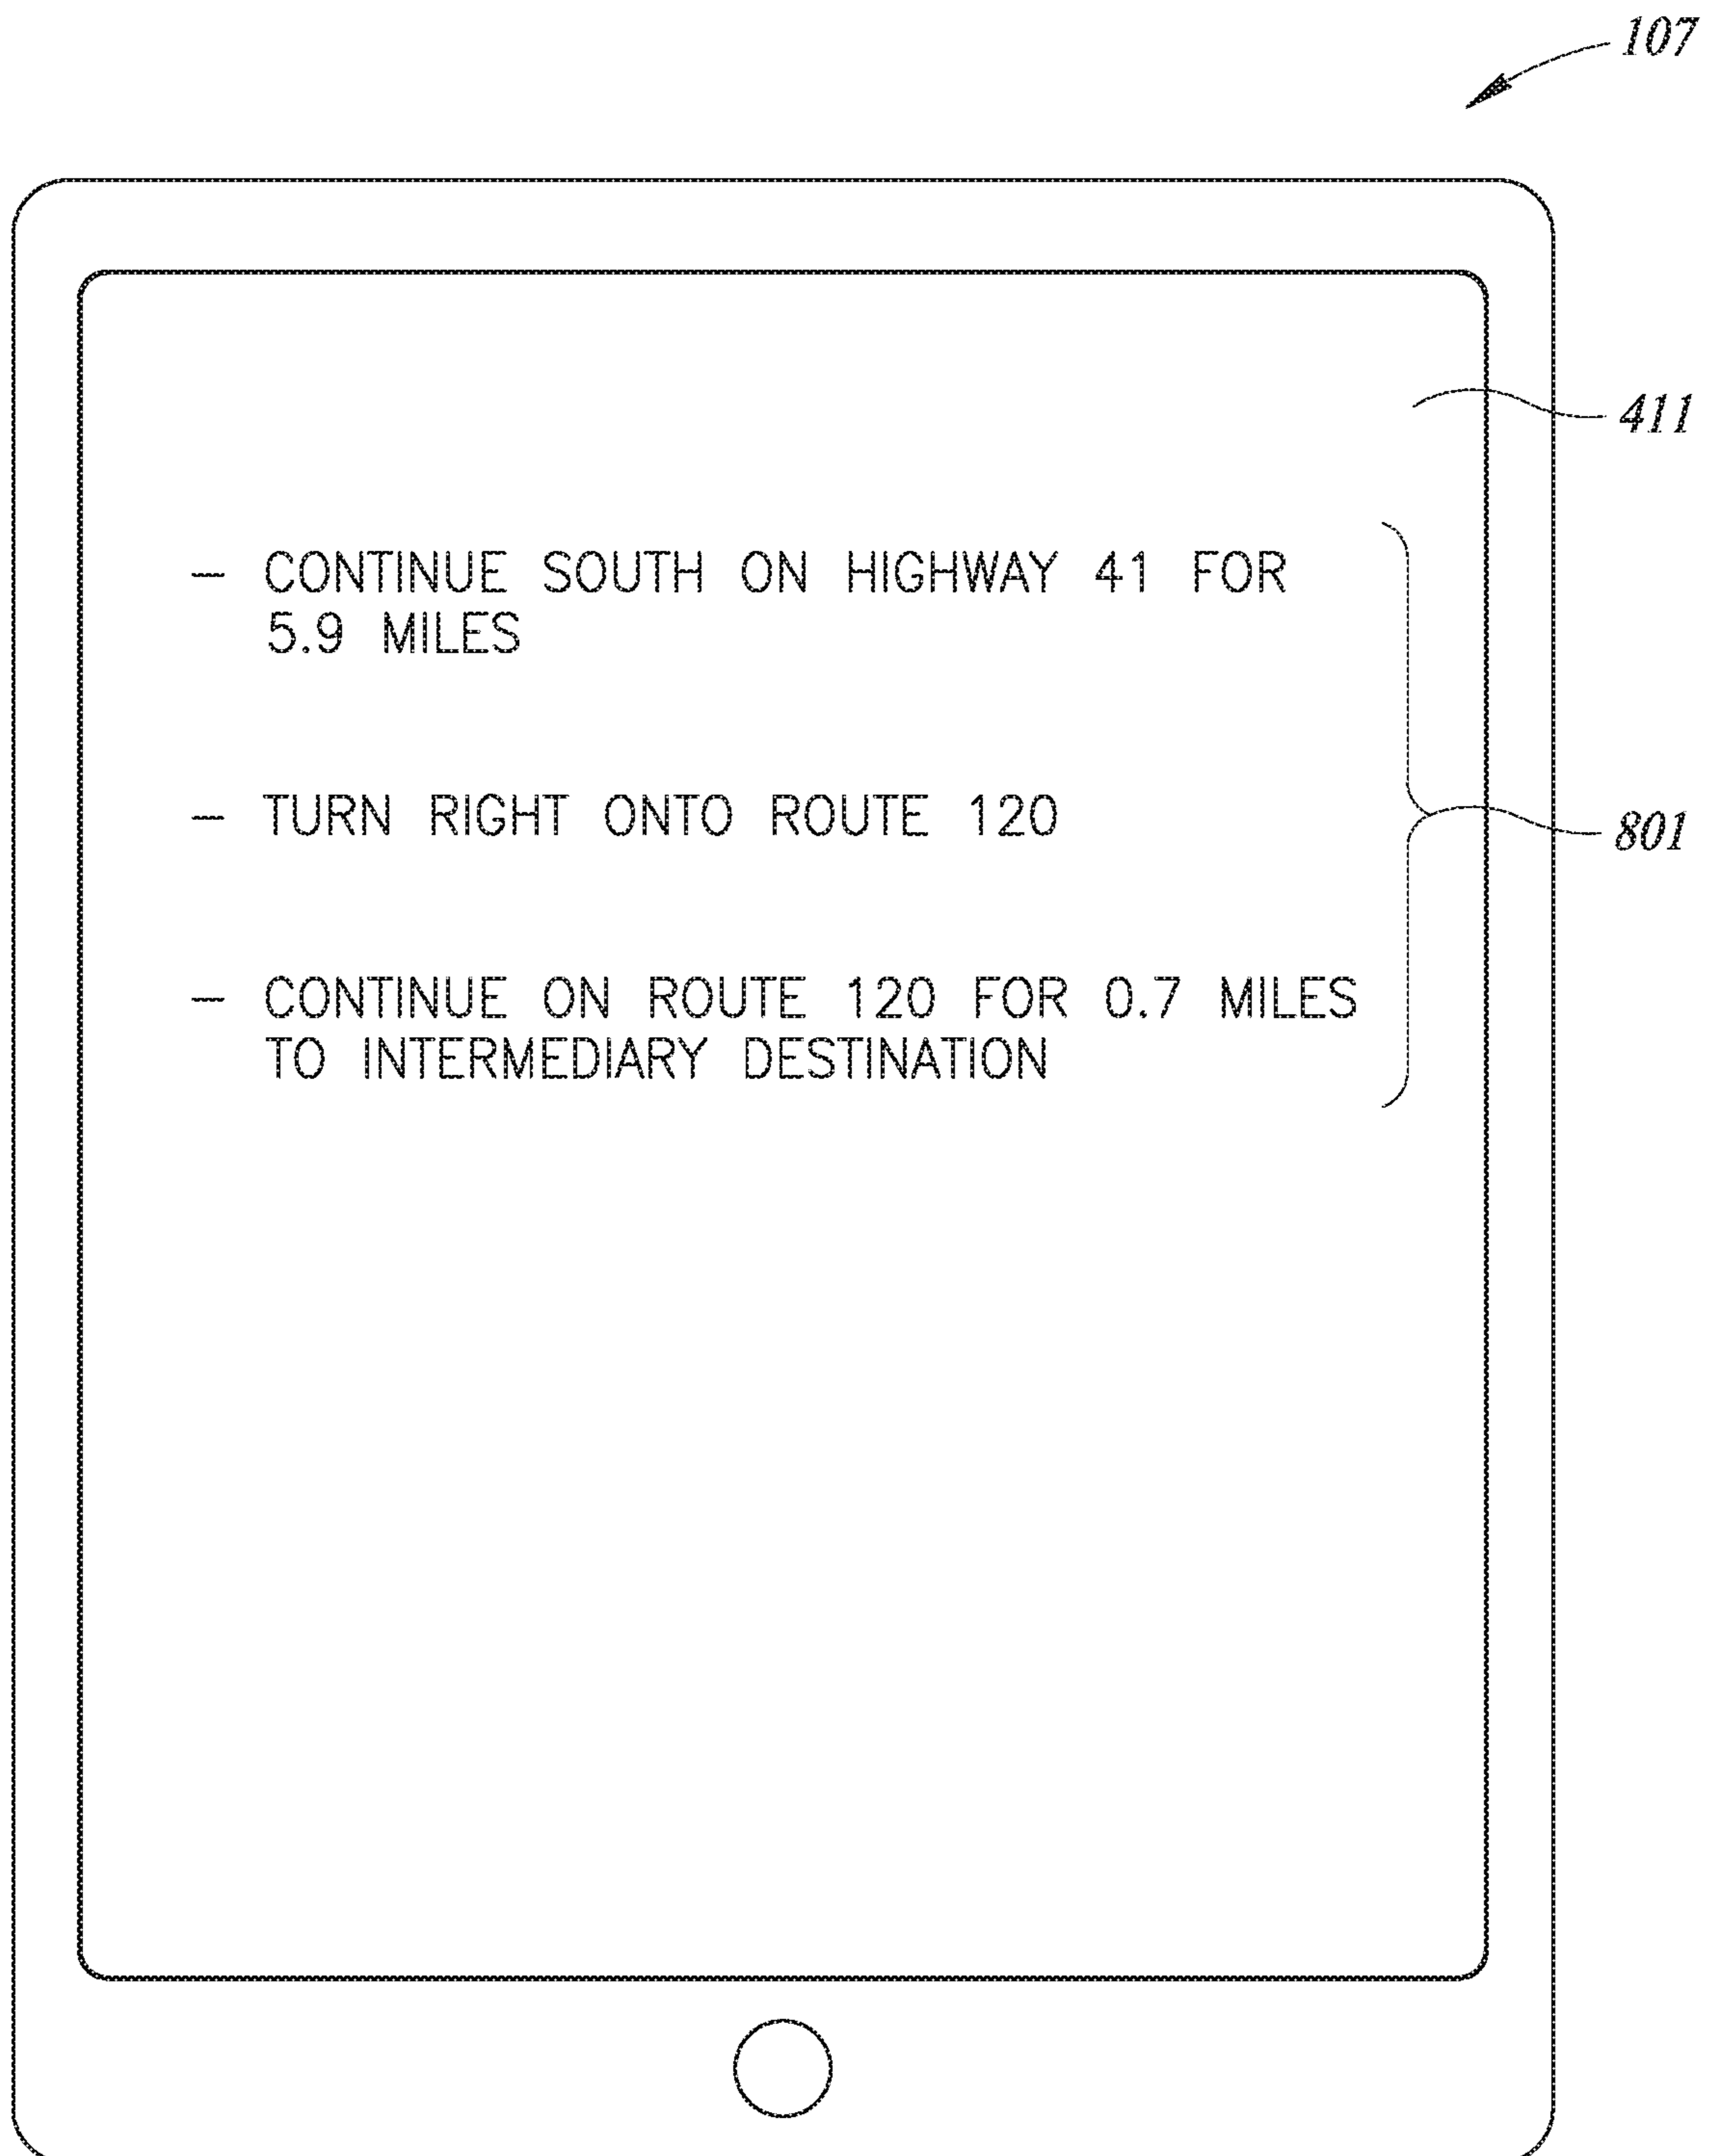 107
411
– CONTINUE SOUTH ON HIGHWAY 41 FOR
5.9 MILES
– TURN RIGHT ONTO ROUTE 120
801
– CONTINUE ON ROUTE 120 FOR 0.7 MILES
TO INTERMEDIARY DESTINATION